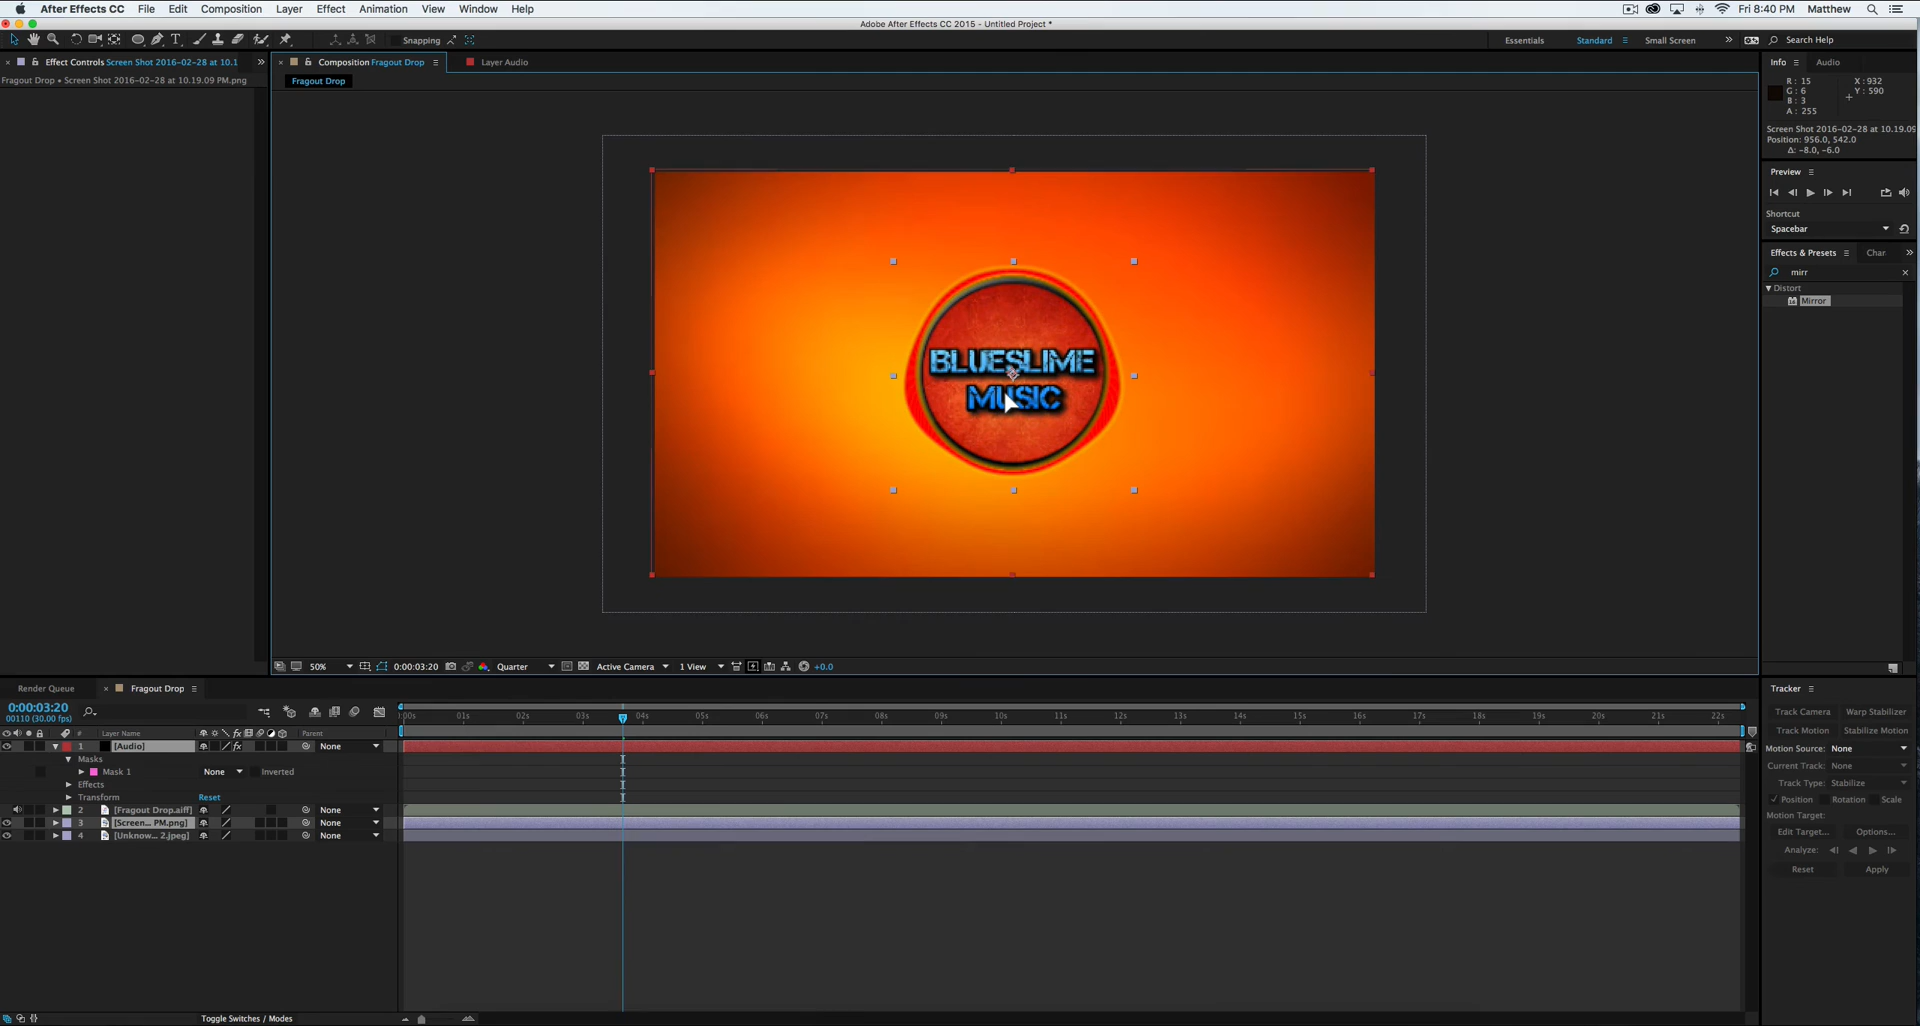 After Effects CC File Edit Composition Layer Effect Animation View Window Help Fri 8:40 PM Matthew
Adobe After Effects CC 2015 - Untitled Project *
Snapping Essentials Standard Small Screen Search Help
Effect Controls Screen Shot 2016-02-28 at 10.1
Composition Fragout Drop
Layer Audio
Info Audio
Fragout Drop • Screen Shot 2016-02-28 at 10.19.09 PM.png
Fragout Drop
R : 15
G : 6
B : 3
A : 255
X : 932
Y : 590
Screen Shot 2016-02-28 at 10.19.09
Position: 956.0, 542.0
Δ: -8.0, -6.0
Preview
Shortcut
Spacebar
Effects & Presets Char
mirr
Distort
Mirror
BLUESLIME
MUSIC
50% 0:00:03:20 Quarter Active Camera 1 View +0.0
Render Queue Fragout Drop
0:00:03:20
00110 (30.00 fps)
:00s 01s 02s 03s 04s 05s 06s 07s 08s 09s 10s 11s 12s 13s 14s 15s 16s 17s 18s 19s 20s 21s 22s
# Layer Name Parent
1 [Audio] None
Masks
Mask 1 None Inverted
Effects
Transform Reset
2 [Fragout Drop.aiff] None
3 [Screen... PM.png] None
4 [Unknow... 2.jpeg] None
Toggle Switches / Modes
Tracker
Track Camera Warp Stabilizer
Track Motion Stabilize Motion
Motion Source: None
Current Track: None
Track Type: Stabilize
Position Rotation Scale
Motion Target:
Edit Target... Options...
Analyze:
Reset Apply